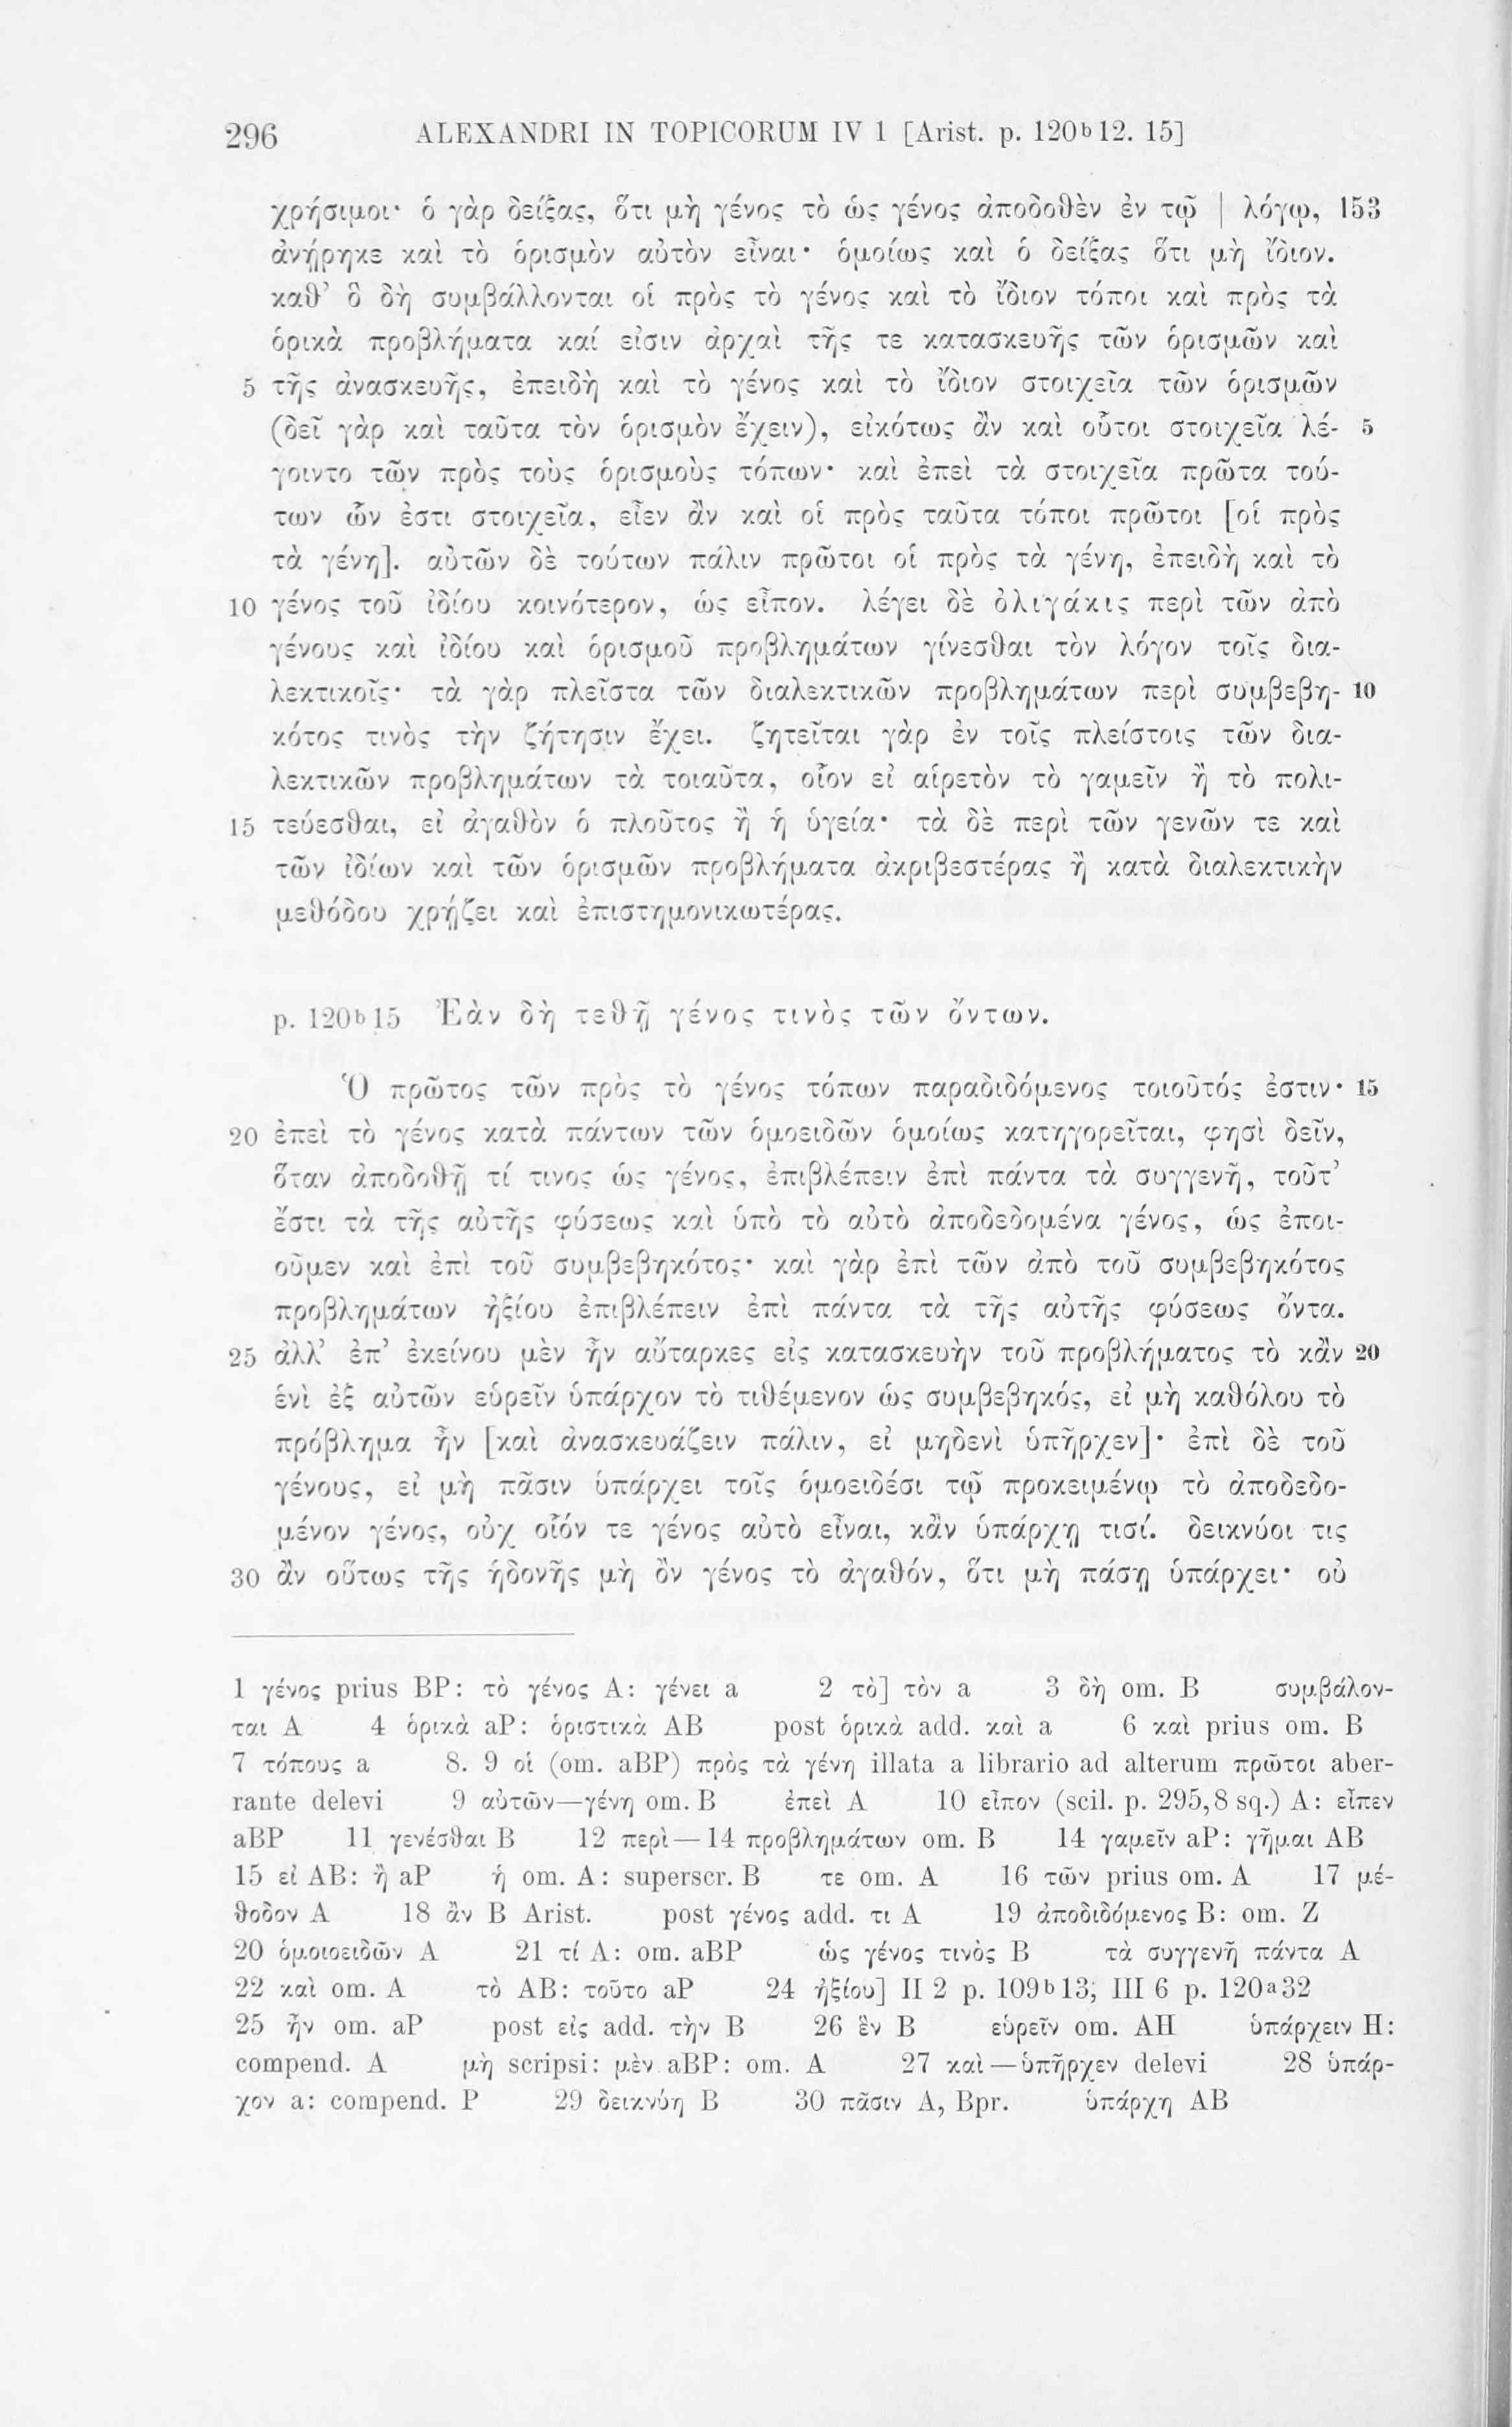 296 ALEXANDRI IN TOPICORUM IV 1 [Arist. p. 120ᵇ12. 15]
χρήσιμοι· ὁ γὰρ δείξας, ὅτι μὴ γένος τὸ ὡς γένος ἀποδοθὲν ἐν τῷ | λόγῳ, 153
ἀνῄρηκε καὶ τὸ ὁρισμὸν αὐτὸν εἶναι· ὁμοίως καὶ ὁ δείξας ὅτι μὴ ἴδιον.
καθ’ ὃ δὴ συμβάλλονται οἱ πρὸς τὸ γένος καὶ τὸ ἴδιον τόποι καὶ πρὸς τὰ
ὁρικὰ προβλήματα καί εἰσιν ἀρχαὶ τῆς τε κατασκευῆς τῶν ὁρισμῶν καὶ
5 τῆς ἀνασκευῆς, ἐπειδὴ καὶ τὸ γένος καὶ τὸ ἴδιον στοιχεῖα τῶν ὁρισμῶν
(δεῖ γὰρ καὶ ταῦτα τὸν ὁρισμὸν ἔχειν), εἰκότως ἂν καὶ οὗτοι στοιχεῖα λέ- 5
γοιντο τῶν πρὸς τοὺς ὁρισμοὺς τόπων· καὶ ἐπεὶ τὰ στοιχεῖα πρῶτα τού-
των ὧν ἐστι στοιχεῖα, εἶεν ἂν καὶ οἱ πρὸς ταῦτα τόποι πρῶτοι [οἱ πρὸς
τὰ γένη]. αὐτῶν δὲ τούτων πάλιν πρῶτοι οἱ πρὸς τὰ γένη, ἐπειδὴ καὶ τὸ
10 γένος τοῦ ἰδίου κοινότερον, ὡς εἶπον. λέγει δὲ ὀλιγάκις περὶ τῶν ἀπὸ
γένους καὶ ἰδίου καὶ ὁρισμοῦ προβλημάτων γίνεσθαι τὸν λόγον τοῖς δια-
λεκτικοῖς· τὰ γὰρ πλεῖστα τῶν διαλεκτικῶν προβλημάτων περὶ συμβεβη- 10
κότος τινὸς τὴν ζήτησιν ἔχει. ζητεῖται γὰρ ἐν τοῖς πλείστοις τῶν δια-
λεκτικῶν προβλημάτων τὰ τοιαῦτα, οἷον εἰ αἱρετὸν τὸ γαμεῖν ἢ τὸ πολι-
15 τεύεσθαι, εἰ ἀγαθὸν ὁ πλοῦτος ἢ ἡ ὑγεία· τὰ δὲ περὶ τῶν γενῶν τε καὶ
τῶν ἰδίων καὶ τῶν ὁρισμῶν προβλήματα ἀκριβεστέρας ἢ κατὰ διαλεκτικὴν
μεθόδου χρῄζει καὶ ἐπιστημονικωτέρας.
p. 120ᵇ15 Ἐὰν δὴ τεθῇ γένος τινὸς τῶν ὄντων.
Ὁ πρῶτος τῶν πρὸς τὸ γένος τόπων παραδιδόμενος τοιοῦτός ἐστιν· 15
20 ἐπεὶ τὸ γένος κατὰ πάντων τῶν ὁμοειδῶν ὁμοίως κατηγορεῖται, φησὶ δεῖν,
ὅταν ἀποδοθῇ τί τινος ὡς γένος, ἐπιβλέπειν ἐπὶ πάντα τὰ συγγενῆ, τοῦτ’
ἔστι τὰ τῆς αὐτῆς φύσεως καὶ ὑπὸ τὸ αὐτὸ ἀποδεδομένα γένος, ὡς ἐποι-
οῦμεν καὶ ἐπὶ τοῦ συμβεβηκότος· καὶ γὰρ ἐπὶ τῶν ἀπὸ τοῦ συμβεβηκότος
προβλημάτων ἠξίου ἐπιβλέπειν ἐπὶ πάντα τὰ τῆς αὐτῆς φύσεως ὄντα.
25 ἀλλ’ ἐπ’ ἐκείνου μὲν ἦν αὔταρκες εἰς κατασκευὴν τοῦ προβλήματος τὸ κἂν 20
ἑνὶ ἐξ αὐτῶν εὑρεῖν ὑπάρχον τὸ τιθέμενον ὡς συμβεβηκός, εἰ μὴ καθόλου τὸ
πρόβλημα ἦν [καὶ ἀνασκευάζειν πάλιν, εἰ μηδενὶ ὑπῆρχεν]· ἐπὶ δὲ τοῦ
γένους, εἰ μὴ πᾶσιν ὑπάρχει τοῖς ὁμοειδέσι τῷ προκειμένῳ τὸ ἀποδεδο-
μένον γένος, οὐχ οἷόν τε γένος αὐτὸ εἶναι, κἂν ὑπάρχῃ τισί. δεικνύοι τις
30 ἂν οὕτως τῆς ἡδονῆς μὴ ὂν γένος τὸ ἀγαθόν, ὅτι μὴ πάσῃ ὑπάρχει· οὐ
1 γένος prius BP: τὸ γένος A: γένει a 2 τὸ] τὸν a 3 δὴ om. B συμβάλον-
ται A 4 ὁρικὰ aP: ὁριστικὰ AB post ὁρικὰ add. καὶ a 6 καὶ prius om. B
7 τόπους a 8. 9 οἱ (om. aBP) πρὸς τὰ γένη illata a librario ad alterum πρῶτοι aber-
rante delevi 9 αὐτῶν—γένη om. B ἐπεὶ A 10 εἶπον (scil. p. 295,8 sq.) A: εἶπεν
aBP 11 γενέσθαι B 12 περὶ—14 προβλημάτων om. B 14 γαμεῖν aP: γῆμαι AB
15 εἰ AB: ἢ aP ἡ om. A: superscr. B τε om. A 16 τῶν prius om. A 17 μέ-
θοδον A 18 ἂν B Arist. post γένος add. τι A 19 ἀποδιδόμενος B: om. Z
20 ὁμοιοειδῶν A 21 τί A: om. aBP ὡς γένος τινὸς B τὰ συγγενῆ πάντα A
22 καὶ om. A τὸ AB: τοῦτο aP 24 ἠξίου] II 2 p. 109ᵇ13; III 6 p. 120ᵃ32
25 ἦν om. aP post εἰς add. τὴν B 26 ἓν B εὑρεῖν om. AH ὑπάρχειν H:
compend. A μὴ scripsi: μὲν aBP: om. A 27 καὶ—ὑπῆρχεν delevi 28 ὑπάρ-
χον a: compend. P 29 δεικνύῃ B 30 πᾶσιν A, Bpr. ὑπάρχῃ AB